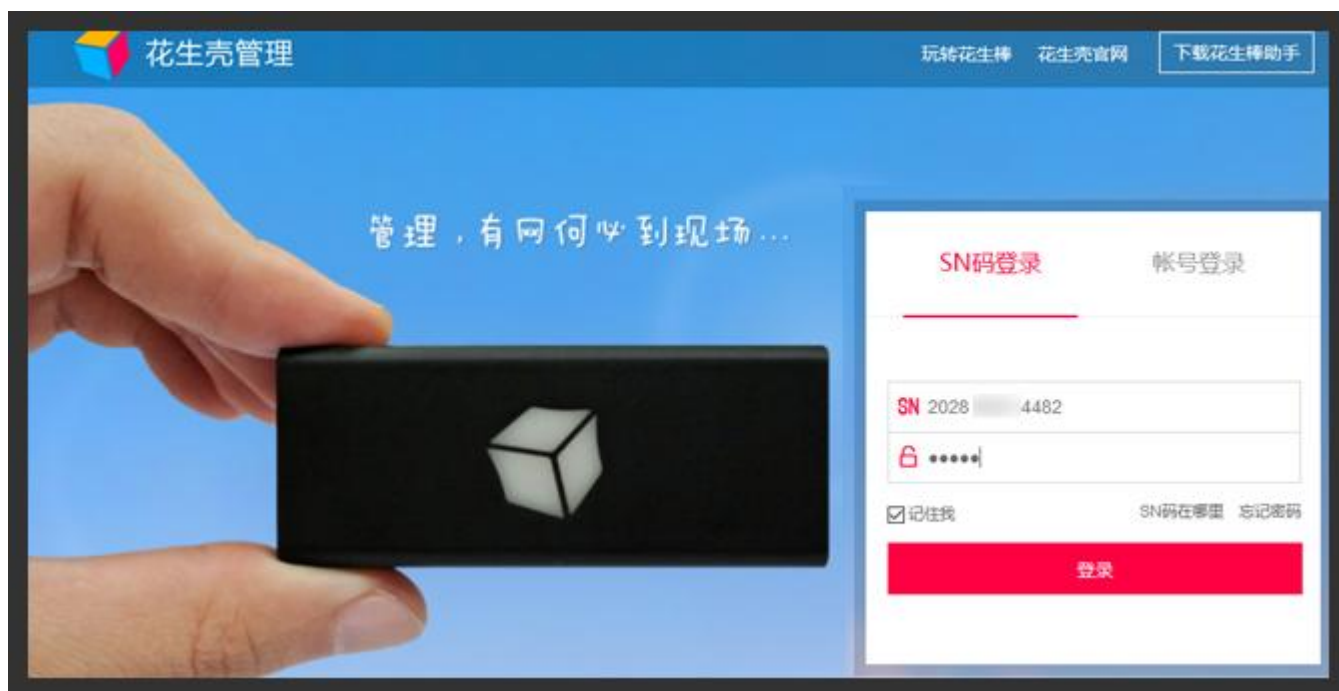 花生壳管理
玩转花生棒 花生壳官网 下载花生棒助手
管理，有网何必到现场...
SN码登录 帐号登录
SN 2028 4482
记住我 SN码在哪里 忘记密码
登录